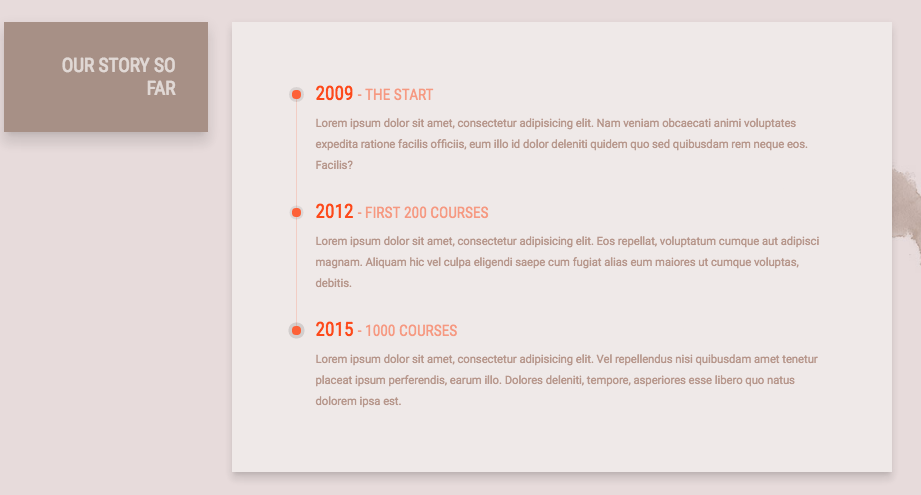 OUR STORY SO
FAR
2009 - THE START
Lorem ipsum dolor sit amet, consectetur adipisicing elit. Nam veniam obcaecati animi voluptates
expedita ratione facilis officiis, eum illo id dolor deleniti quidem quo sed quibusdam rem neque eos.
Facilis?
2012 - FIRST 200 COURSES
Lorem ipsum dolor sit amet, consectetur adipisicing elit. Eos repellat, voluptatum cumque aut adipisci
magnam. Aliquam hic vel culpa eligendi saepe cum fugiat alias eum maiores ut cumque voluptas,
debitis.
2015 - 1000 COURSES
Lorem ipsum dolor sit amet, consectetur adipisicing elit. Vel repellendus nisi quibusdam amet tenetur
placeat ipsum perferendis, earum illo. Dolores deleniti, tempore, asperiores esse libero quo natus
dolorem ipsa est.